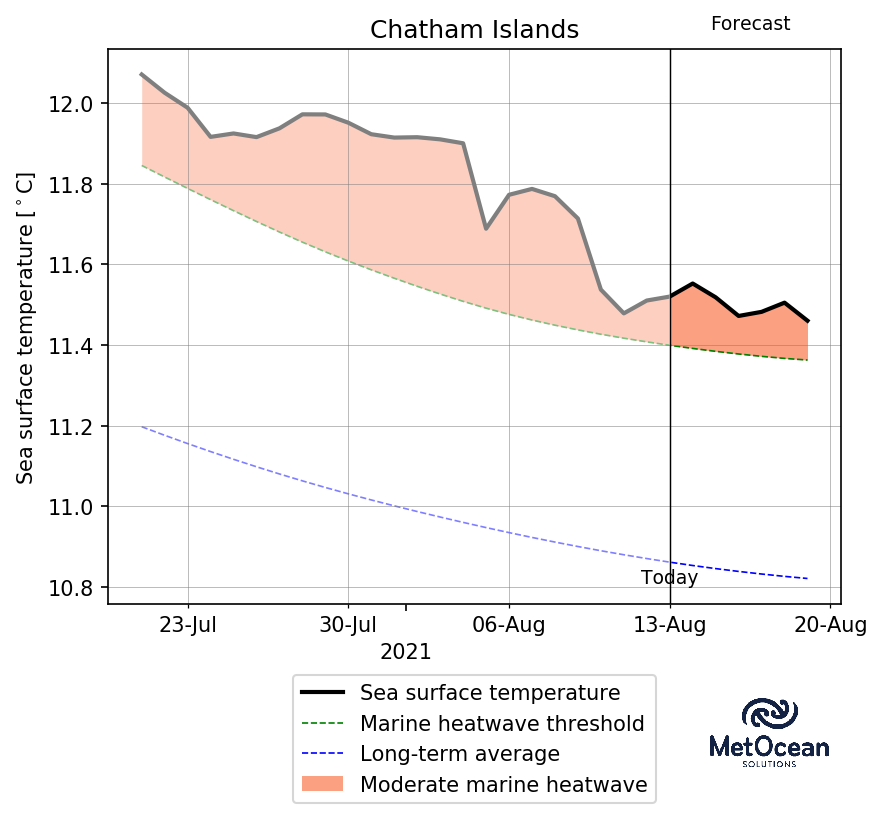 Chatham Islands
Forecast
Sea surface temperature [°C]
12.0
11.8
11.6
11.4
11.2
11.0
10.8
Today
23-Jul
30-Jul
06-Aug
13-Aug
20-Aug
2021
Sea surface temperature
Marine heatwave threshold
Long-term average
Moderate marine heatwave
MetOcean
SOLUTIONS